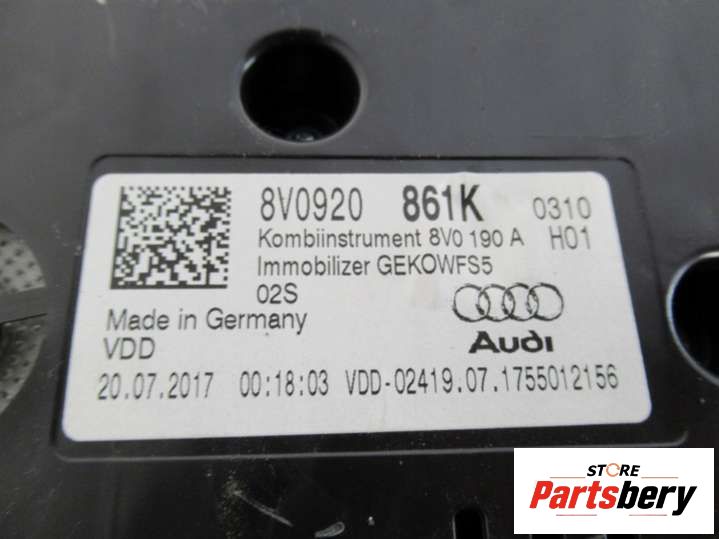 8V0920 861K 0310
Kombiinstrument 8V0 190 A H01
Immobilizer GEKOWFS5
02S
Made in Germany
Audi
VDD
20.07.2017 00:18:03 VDD-02419.07.1755012156
STORE
Partsbery